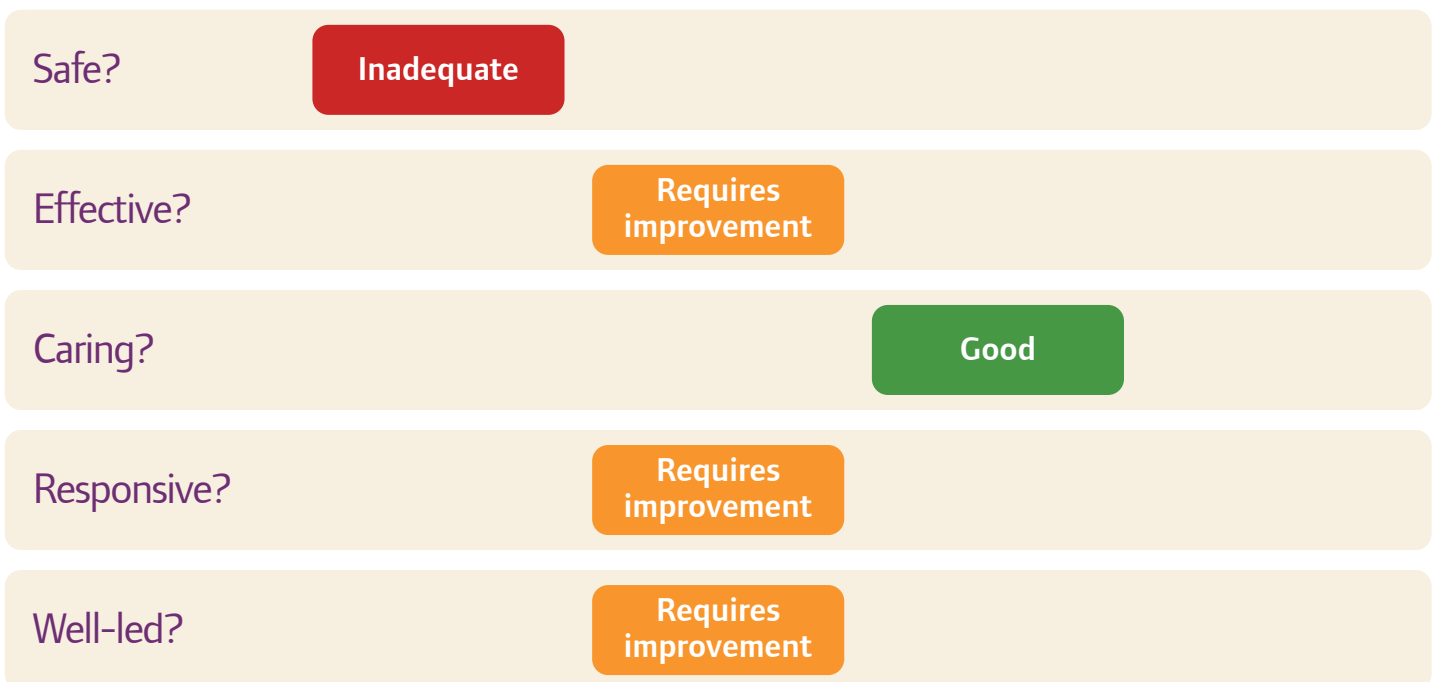 Safe?
Inadequate
Effective?
Requires
improvement
Caring?
Good
Responsive?
Requires
improvement
Well-led?
Requires
improvement